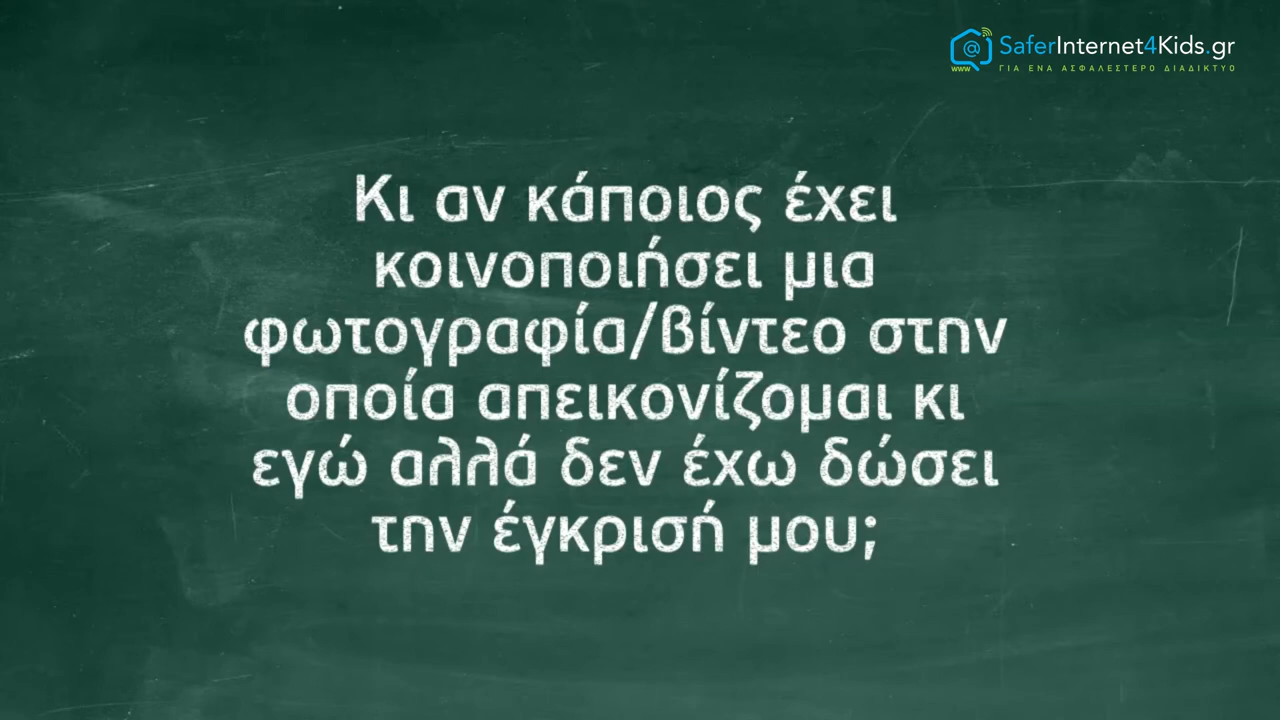 SaferInternet4Kids.gr
ΓΙΑ ΕΝΑ ΑΣΦΑΛΕΣΤΕΡΟ ΔΙΑΔΙΚΤΥΟ
@
www
Κι αν κάποιος έχει
κοινοποιήσει μια
φωτογραφία/βίντεο στην
οποία απεικονίζομαι κι
εγώ αλλά δεν έχω δώσει
την έγκρισή μου;